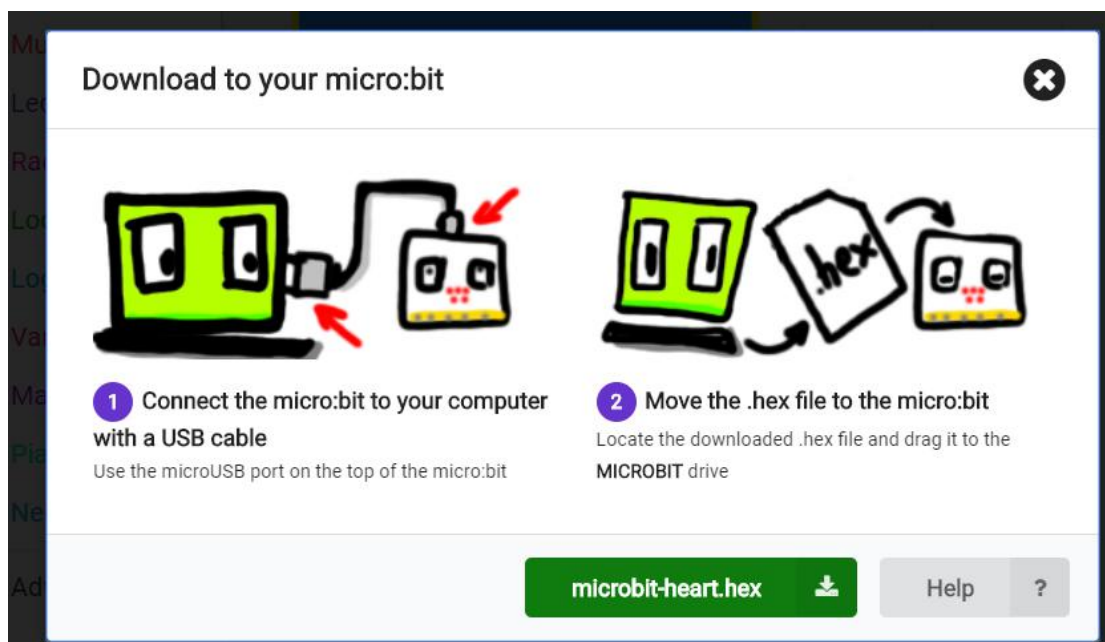 Download to your micro:bit
.hex
1 Connect the micro:bit to your computer
with a USB cable
Use the microUSB port on the top of the micro:bit
2 Move the .hex file to the micro:bit
Locate the downloaded .hex file and drag it to the
MICROBIT drive
microbit-heart.hex
Help ?